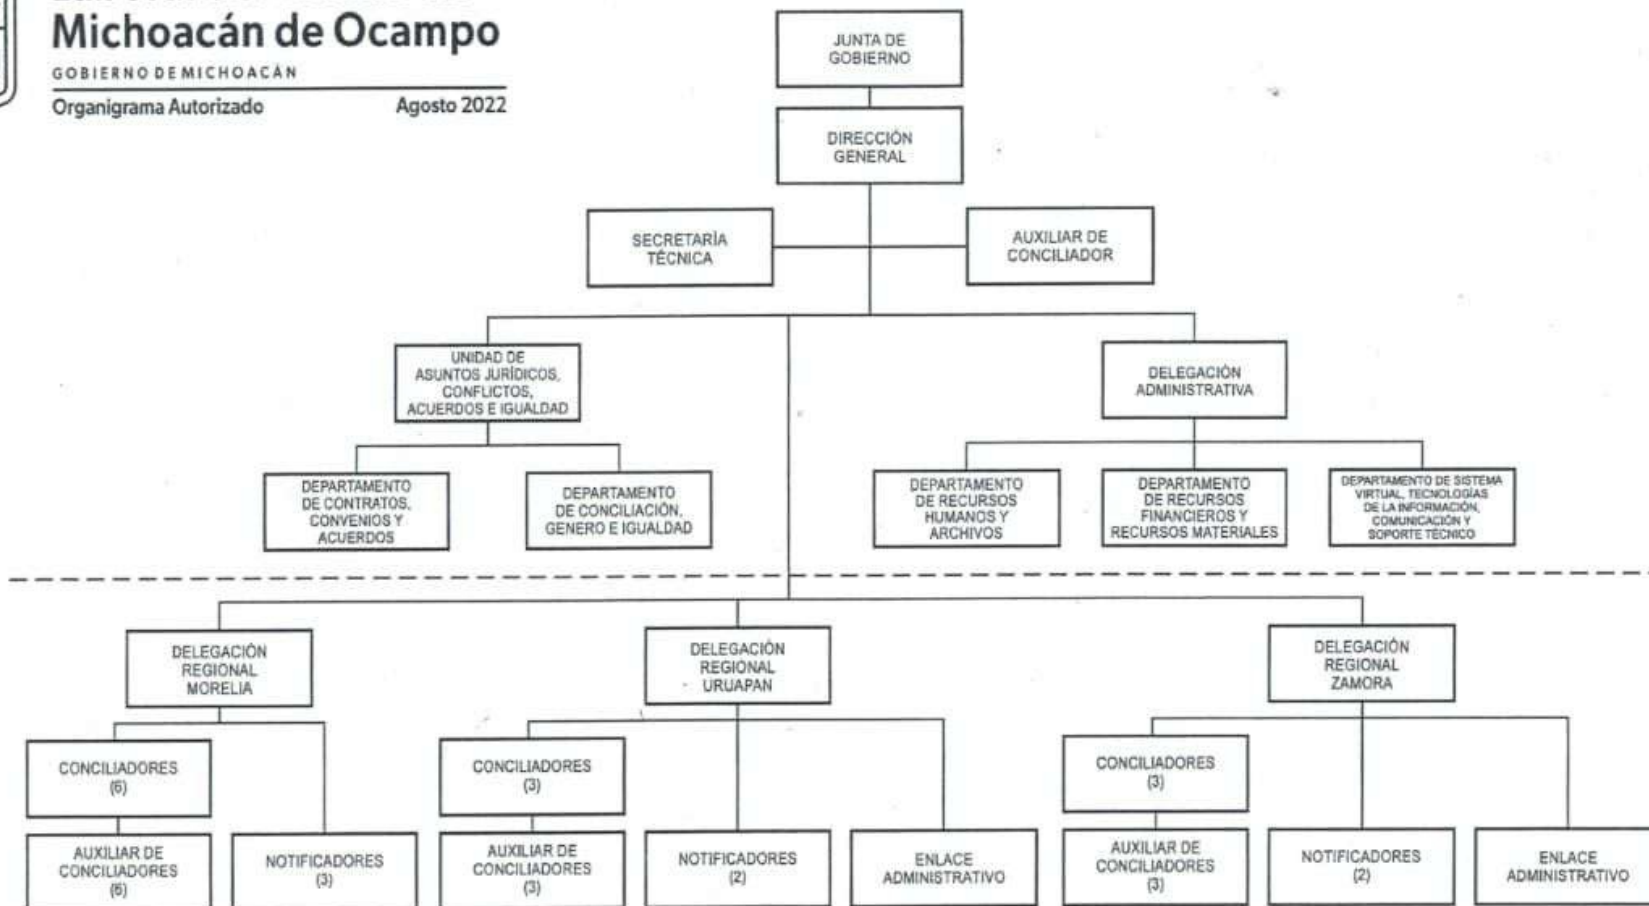 Michoacán de Ocampo
GOBIERNO DE MICHOACÁN
Organigrama Autorizado Agosto 2022
JUNTA DE
GOBIERNO
DIRECCIÓN
GENERAL
SECRETARÍA
TÉCNICA
AUXILIAR DE
CONCILIADOR
UNIDAD DE
ASUNTOS JURÍDICOS,
CONFLICTOS,
ACUERDOS E IGUALDAD
DELEGACIÓN
ADMINISTRATIVA
DEPARTAMENTO
DE CONTRATOS,
CONVENIOS Y
ACUERDOS
DEPARTAMENTO
DE CONCILIACIÓN,
GENERO E IGUALDAD
DEPARTAMENTO
DE RECURSOS
HUMANOS Y
ARCHIVOS
DEPARTAMENTO
DE RECURSOS
FINANCIEROS Y
RECURSOS MATERIALES
DEPARTAMENTO DE SISTEMA
VIRTUAL, TECNOLOGÍAS
DE LA INFORMACIÓN,
COMUNICACIÓN Y
SOPORTE TÉCNICO
DELEGACIÓN
REGIONAL
MORELIA
DELEGACIÓN
REGIONAL
URUAPAN
DELEGACIÓN
REGIONAL
ZAMORA
CONCILIADORES
(6)
CONCILIADORES
(3)
CONCILIADORES
(3)
AUXILIAR DE
CONCILIADORES
(6)
NOTIFICADORES
(3)
AUXILIAR DE
CONCILIADORES
(3)
NOTIFICADORES
(2)
ENLACE
ADMINISTRATIVO
AUXILIAR DE
CONCILIADORES
(3)
NOTIFICADORES
(2)
ENLACE
ADMINISTRATIVO